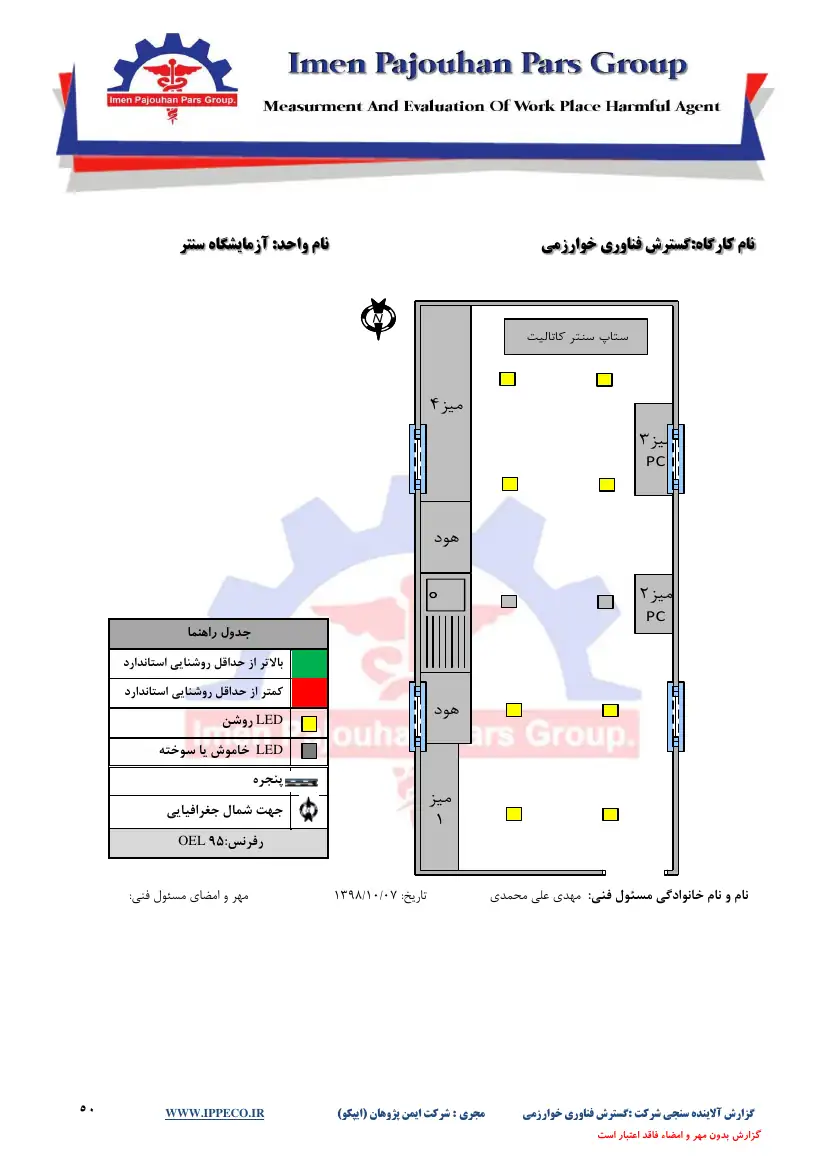 Imen Pajouhan Pars Group
Imen Pajouhan Pars Group.
Measurment And Evaluation Of Work Place Harmful Agent
نام کارگاه:گسترش فناوری خوارزمی
نام واحد: آزمایشگاه سنتر
N
ستاپ سنتر کاتالیت
میز۴
میز۳
PC
هود
میز۲
PC
هود
میز
۱
Imen Pajouhan Pars Group.
جدول راهنما
بالاتر از حداقل روشنایی استاندارد
کمتر از حداقل روشنایی استاندارد
LED روشن
LED خاموش یا سوخته
پنجره
جهت شمال جغرافیایی
رفرنس:OEL ۹۵
نام و نام خانوادگی مسئول فنی: مهدی علی محمدی
تاریخ: ۱۳۹۸/۱۰/۰۷
مهر و امضای مسئول فنی:
گزارش آلاینده سنجی شرکت :گسترش فناوری خوارزمی
مجری : شرکت ایمن پژوهان (ایپکو)
WWW.IPPECO.IR
۵۰
گزارش بدون مهر و امضاء فاقد اعتبار است